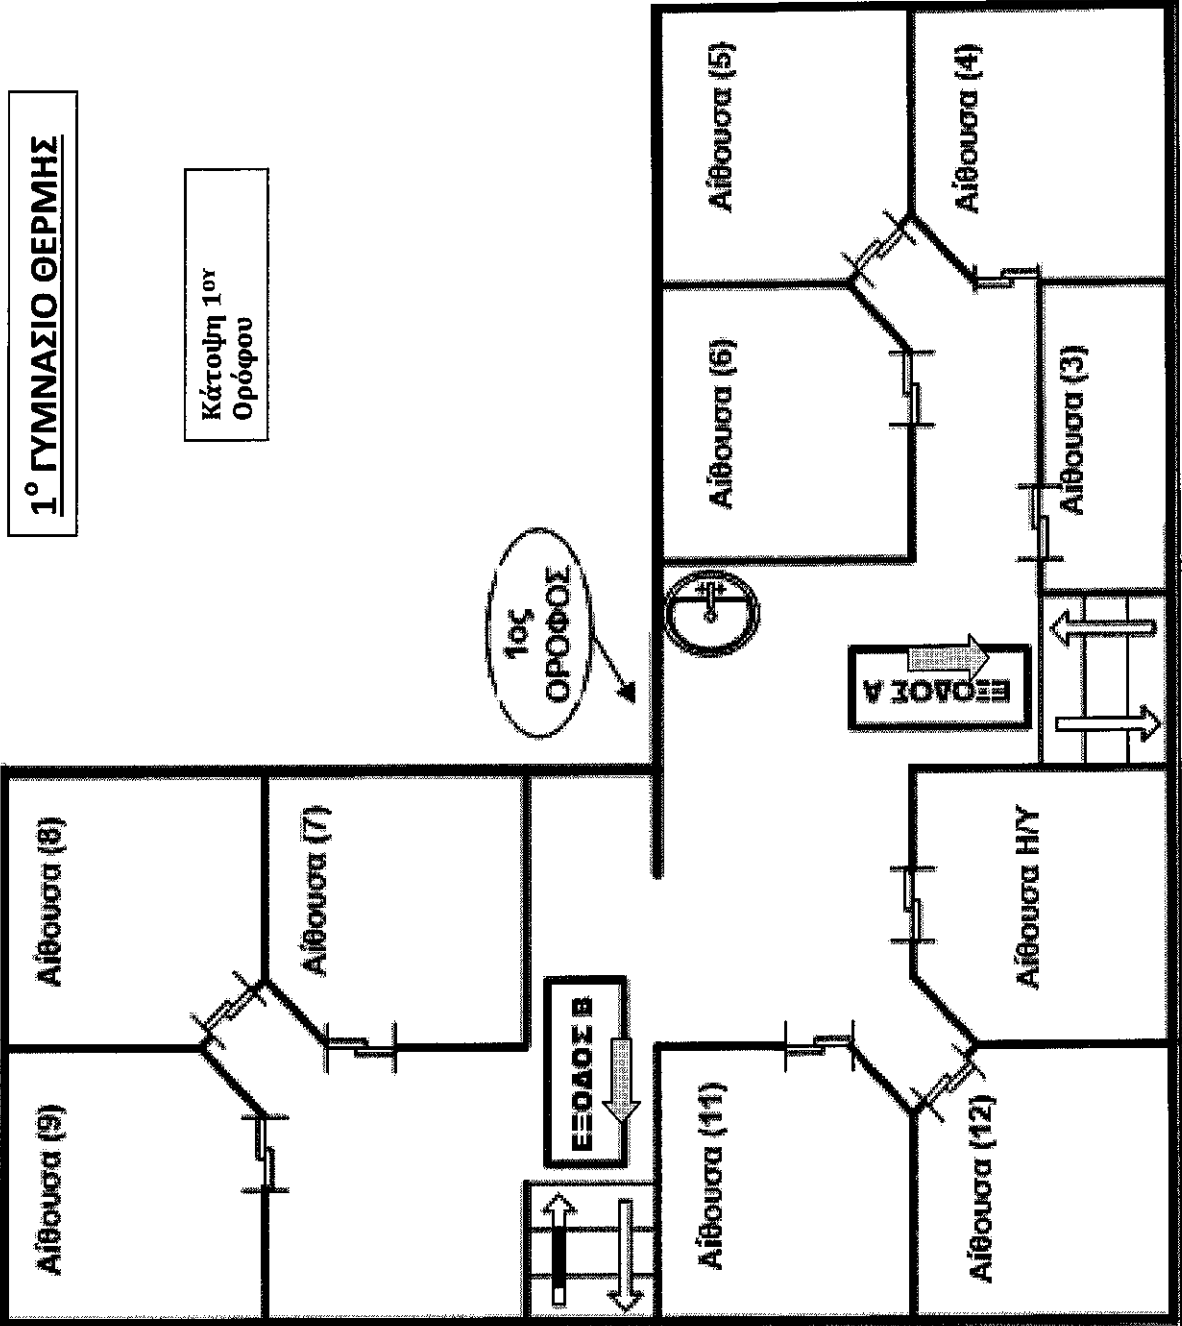 1° ΓΥΜΝΑΣΙΟ ΘΕΡΜΗΣ
Κάτοψη 1ΟΥ
Ορόφου
1ος
ΟΡΟΦΟΣ
Αίθουσα (8)
Αίθουσα (7)
Αίθουσα (9)
Αίθουσα (5)
Αίθουσα (4)
Αίθουσα (6)
Αίθουσα (3)
ΕΞΟΔΟΣ Α
ΕΞΟΔΟΣ Β
Αίθουσα Η/Υ
Αίθουσα (11)
Αίθουσα (12)